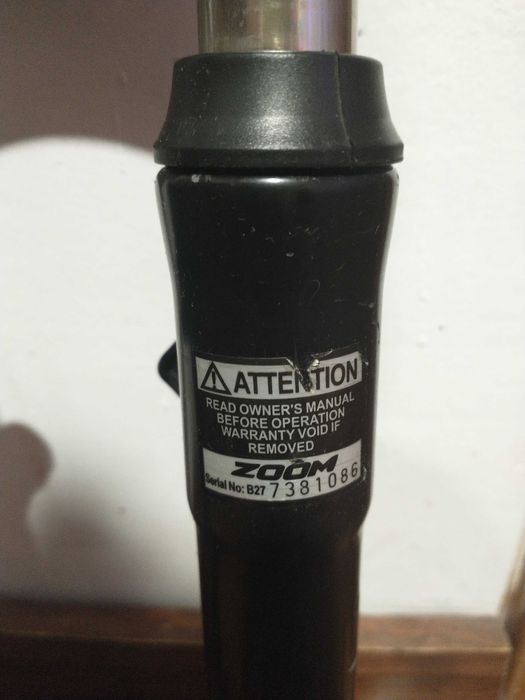 ATTENTION
READ OWNER'S MANUAL
BEFORE OPERATION
WARRANTY VOID IF
REMOVED
ZOOM
Serial No: B27 7381086